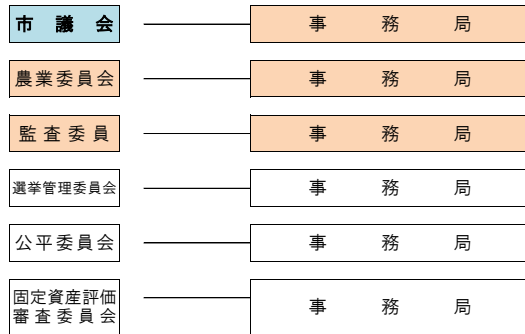 市議会 事務局
農業委員会 事務局
監査委員 事務局
選挙管理委員会 事務局
公平委員会 事務局
固定資産評価
審査委員会 事務局